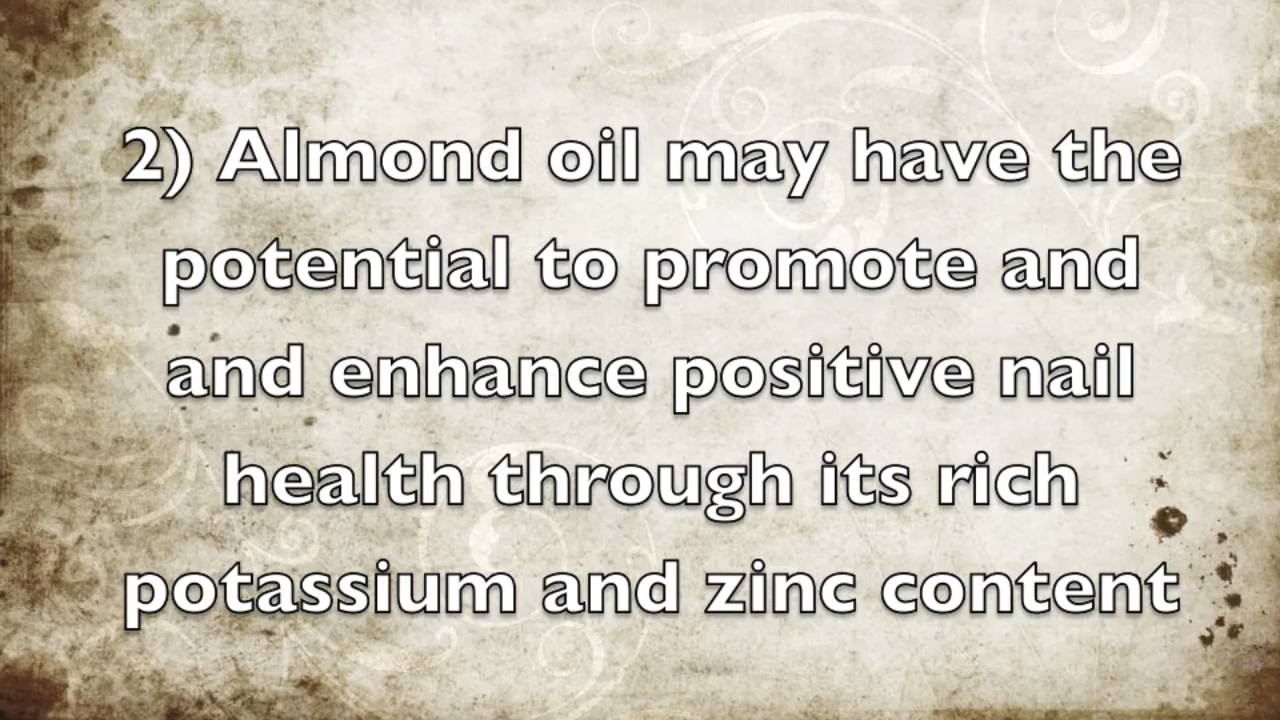 2) Almond oil may have the
potential to promote and
and enhance positive nail
health through its rich
potassium and zinc content